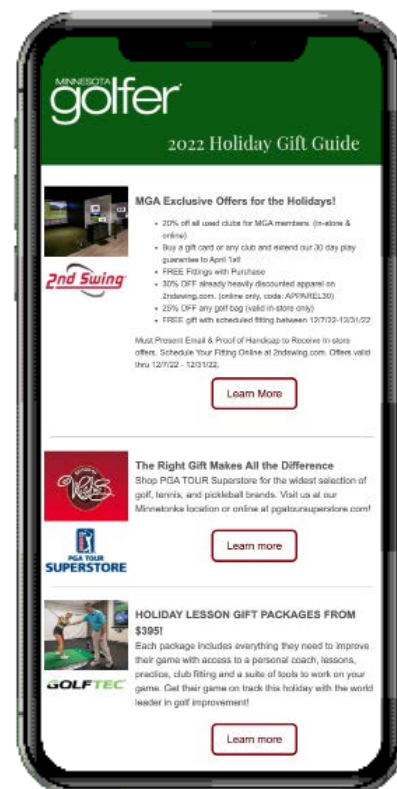 MINNESOTA
golfer
2022 Holiday Gift Guide
MGA Exclusive Offers for the Holidays!
• 20% off all used clubs for MGA members. (in-store &
online)
• Buy a gift card or any club and extend our 30 day play
guarantee to April 1st!
• FREE Fittings with Purchase
• 30% OFF already heavily discounted apparel on
2ndswing.com. (online only, code: APPAREL30)
• 25% OFF any golf bag (valid in-store only)
• FREE gift with scheduled fitting between 12/7/22-12/31/22
2nd Swing
Must Present Email & Proof of Handicap to Receive In-store
offers. Schedule Your Fitting Online at 2ndswing.com. Offers valid
thru 12/7/22 - 12/31/22.
Learn More
The Right Gift Makes All the Difference
Shop PGA TOUR Superstore for the widest selection of
golf, tennis, and pickleball brands. Visit us at our
Minnetonka location or online at pgatoursuperstore.com!
PGA TOUR
SUPERSTORE
Learn more
HOLIDAY LESSON GIFT PACKAGES FROM
$395!
Each package includes everything they need to improve
their game with access to a personal coach, lessons,
practice, club fitting and a suite of tools to work on your
game. Get their game on track this holiday with the world
leader in golf improvement!
GOLFTEC
Learn more